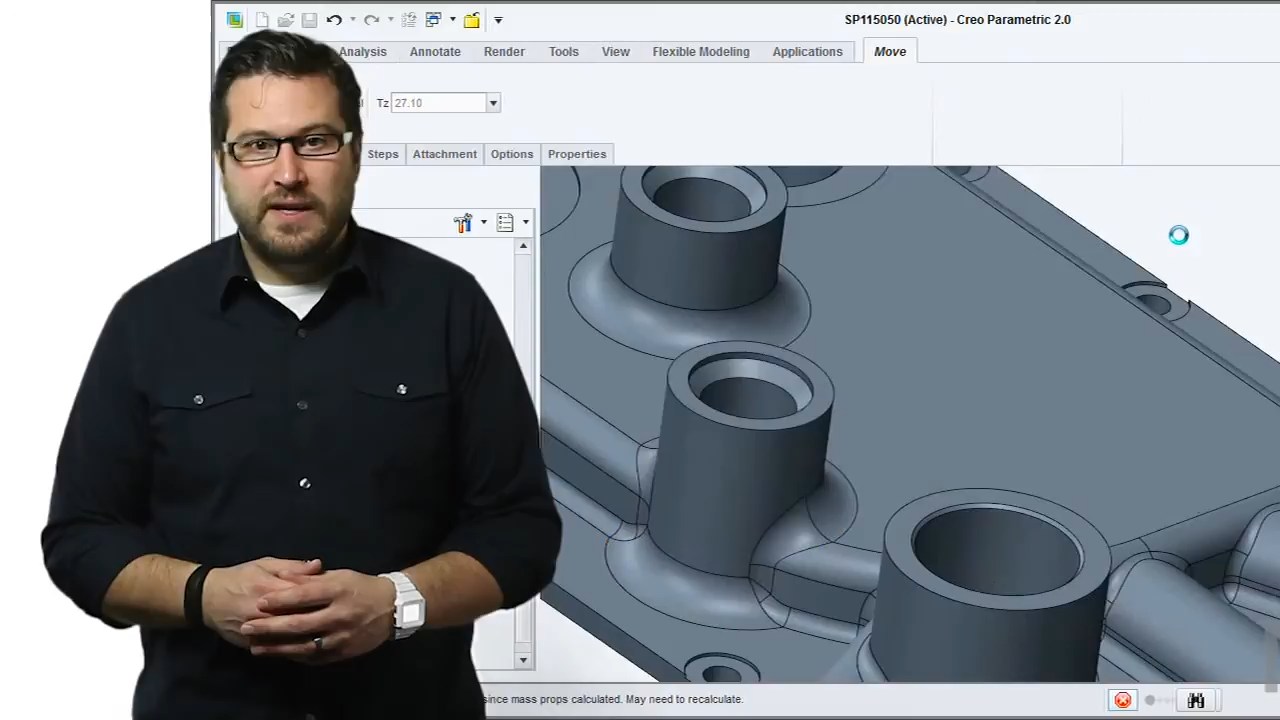 SP115050 (Active) - Creo Parametric 2.0
Analysis Annotate Render Tools View Flexible Modeling Applications Move
Tz 27.10
Steps Attachment Options Properties
since mass props calculated. May need to recalculate.